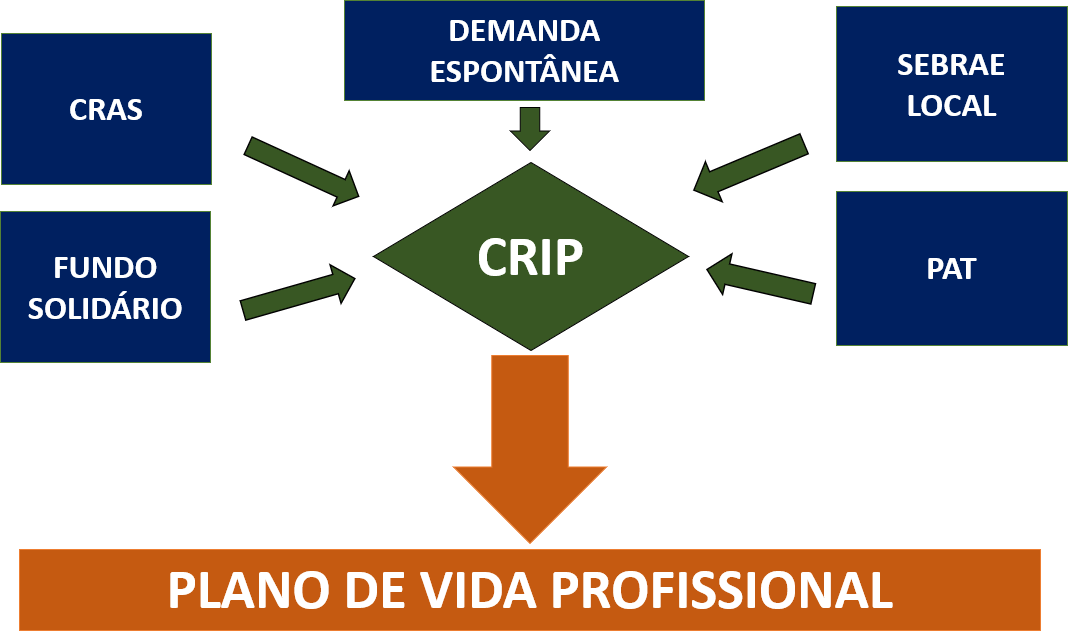 DEMANDA
ESPONTÂNEA
SEBRAE
LOCAL
CRAS
CRIP
FUNDO
SOLIDÁRIO
PAT
PLANO DE VIDA PROFISSIONAL